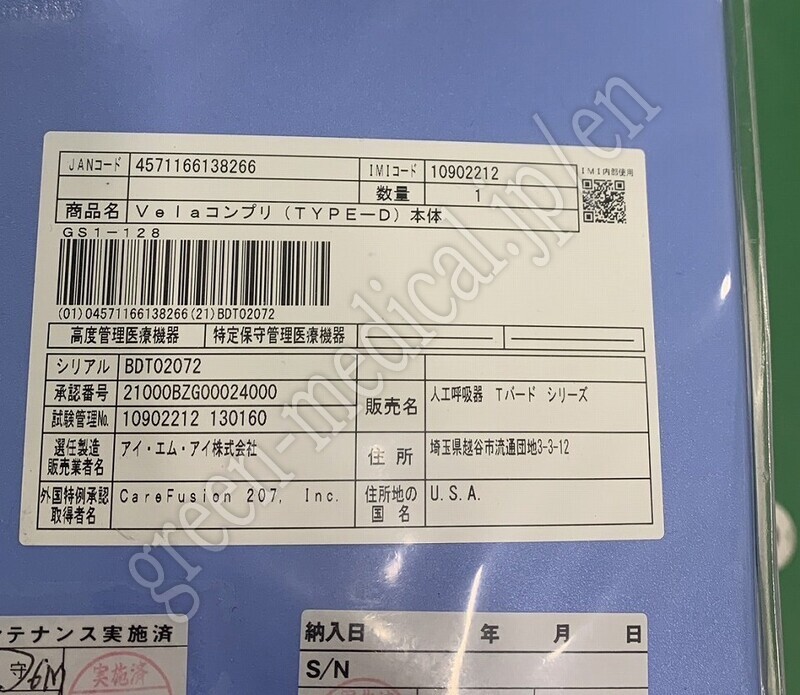 JANコード 4571166138266 IMIコード 10902212 IMI内部使用
数量 1
商品名 Velaコンプリ(TYPE-D)本体
GS1-128
(01)04571166138266(21)BDT02072
高度管理医療機器 特定保守管理医療機器
シリアル BDT02072
承認番号 21000BZG00024000 販売名 人工呼吸器 Tバード シリーズ
試験管理No. 10902212 130160
選任製造販売業者名 アイ・エム・アイ株式会社 住所 埼玉県越谷市流通団地3-3-12
外国特例承認取得者名 CareFusion 207, Inc. 住所地の国名 U.S.A.
テナンス実施済 納入日 年 月 日
守 実施済 S/N
green-medical.jp/en